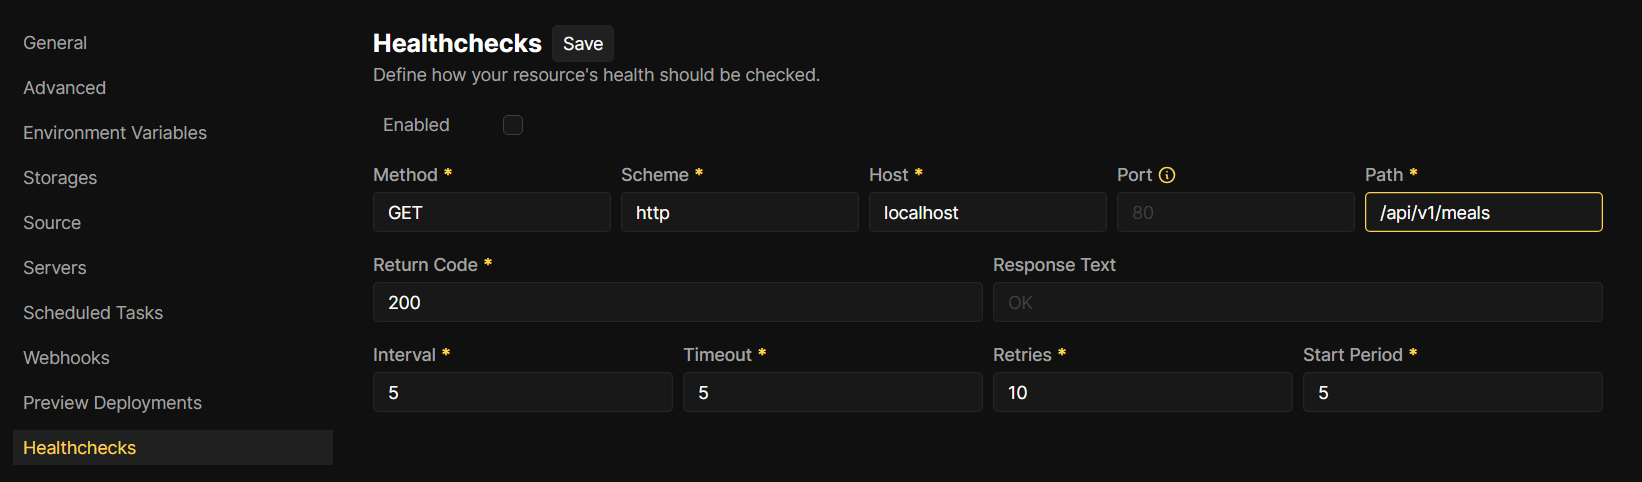 General
Advanced
Environment Variables
Storages
Source
Servers
Scheduled Tasks
Webhooks
Preview Deployments
Healthchecks
Healthchecks Save
Define how your resource's health should be checked.
Enabled
Method * Scheme * Host * Port Path *
GET http localhost 80 /api/v1/meals
Return Code * Response Text
200 OK
Interval * Timeout * Retries * Start Period *
5 5 10 5